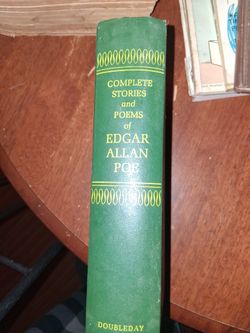 COMPLETE
STORIES
and
POEMS
of
EDGAR
ALLAN
POE
DOUBLEDAY